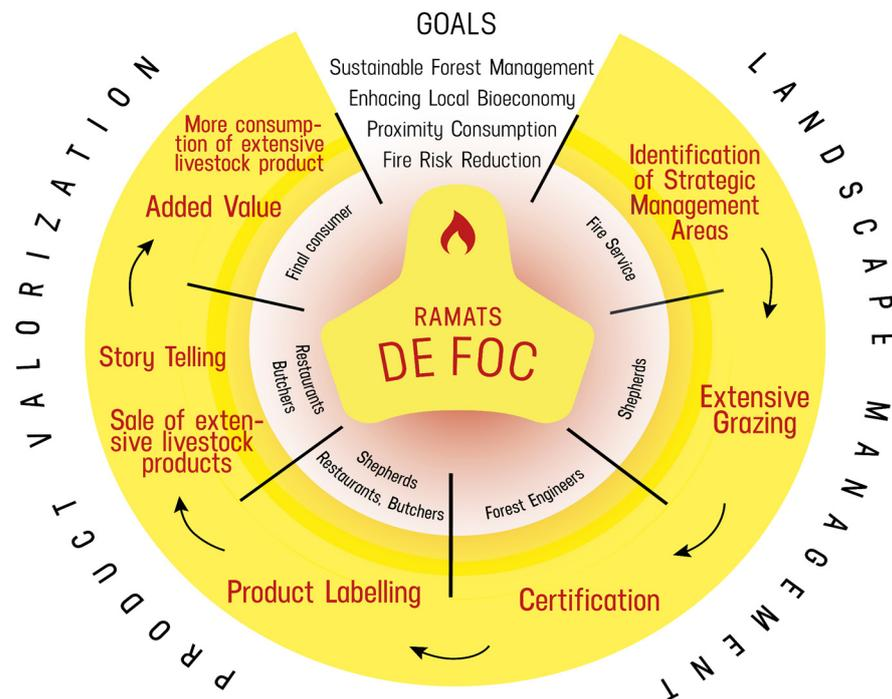 GOALS
Sustainable Forest Management
Enhacing Local Bioeconomy
Proximity Consumption
Fire Risk Reduction
LANDSCAPE MANAGEMENT
Identification
of Strategic
Management
Areas
Fire Service
Extensive
Grazing
Shepherds
Certification
Forest Engineers
Product Labelling
Shepherds
Restaurants, Butchers
Sale of exten-
sive livestock
products
Story Telling
Restaurants
Butchers
Added Value
More consump-
tion of extensive
livestock product
Final consumer
PRODUCT VALORIZATION
RAMATS
DE FOC